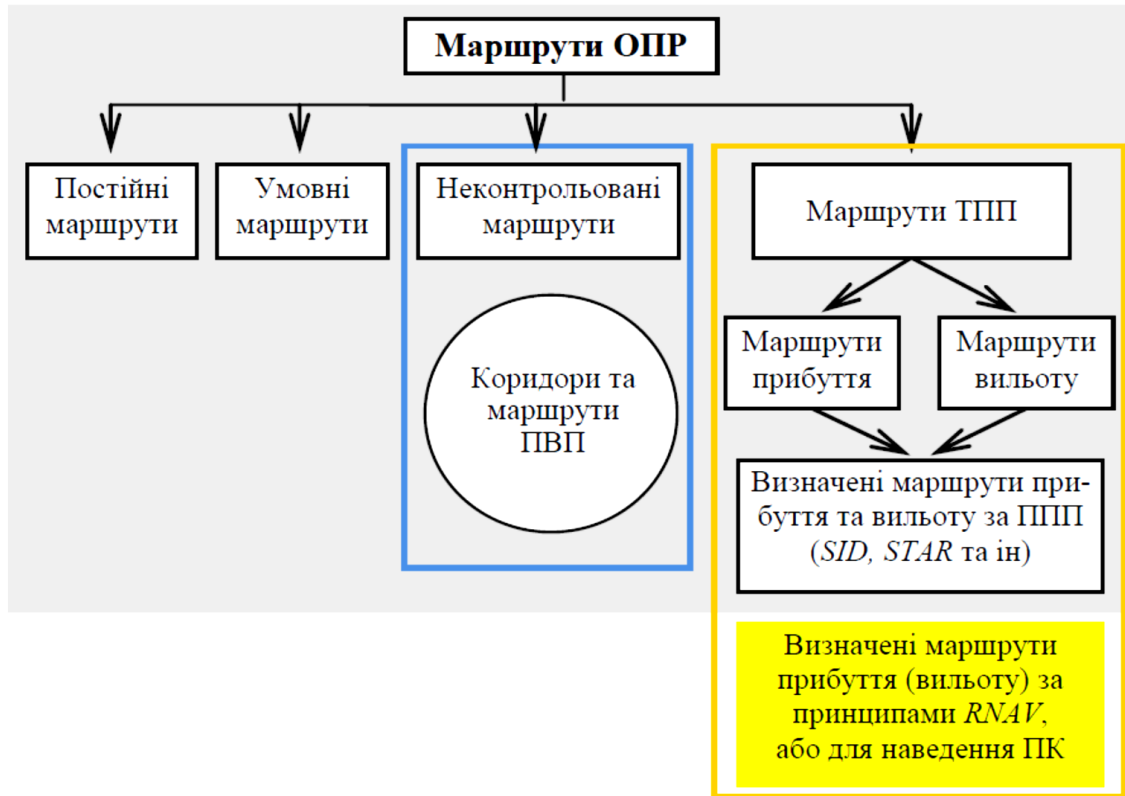 Маршрути ОПР
Постійні
маршрути
Умовні
маршрути
Неконтрольовані
маршрути
Маршрути ТПП
Коридори та
маршрути
ПВП
Маршрути
прибуття
Маршрути
вильоту
Визначені маршрути при-
буття та вильоту за ППП
(SID, STAR та ін)
Визначені маршрути
прибуття (вильоту) за
принципами RNAV,
або для наведення ПК